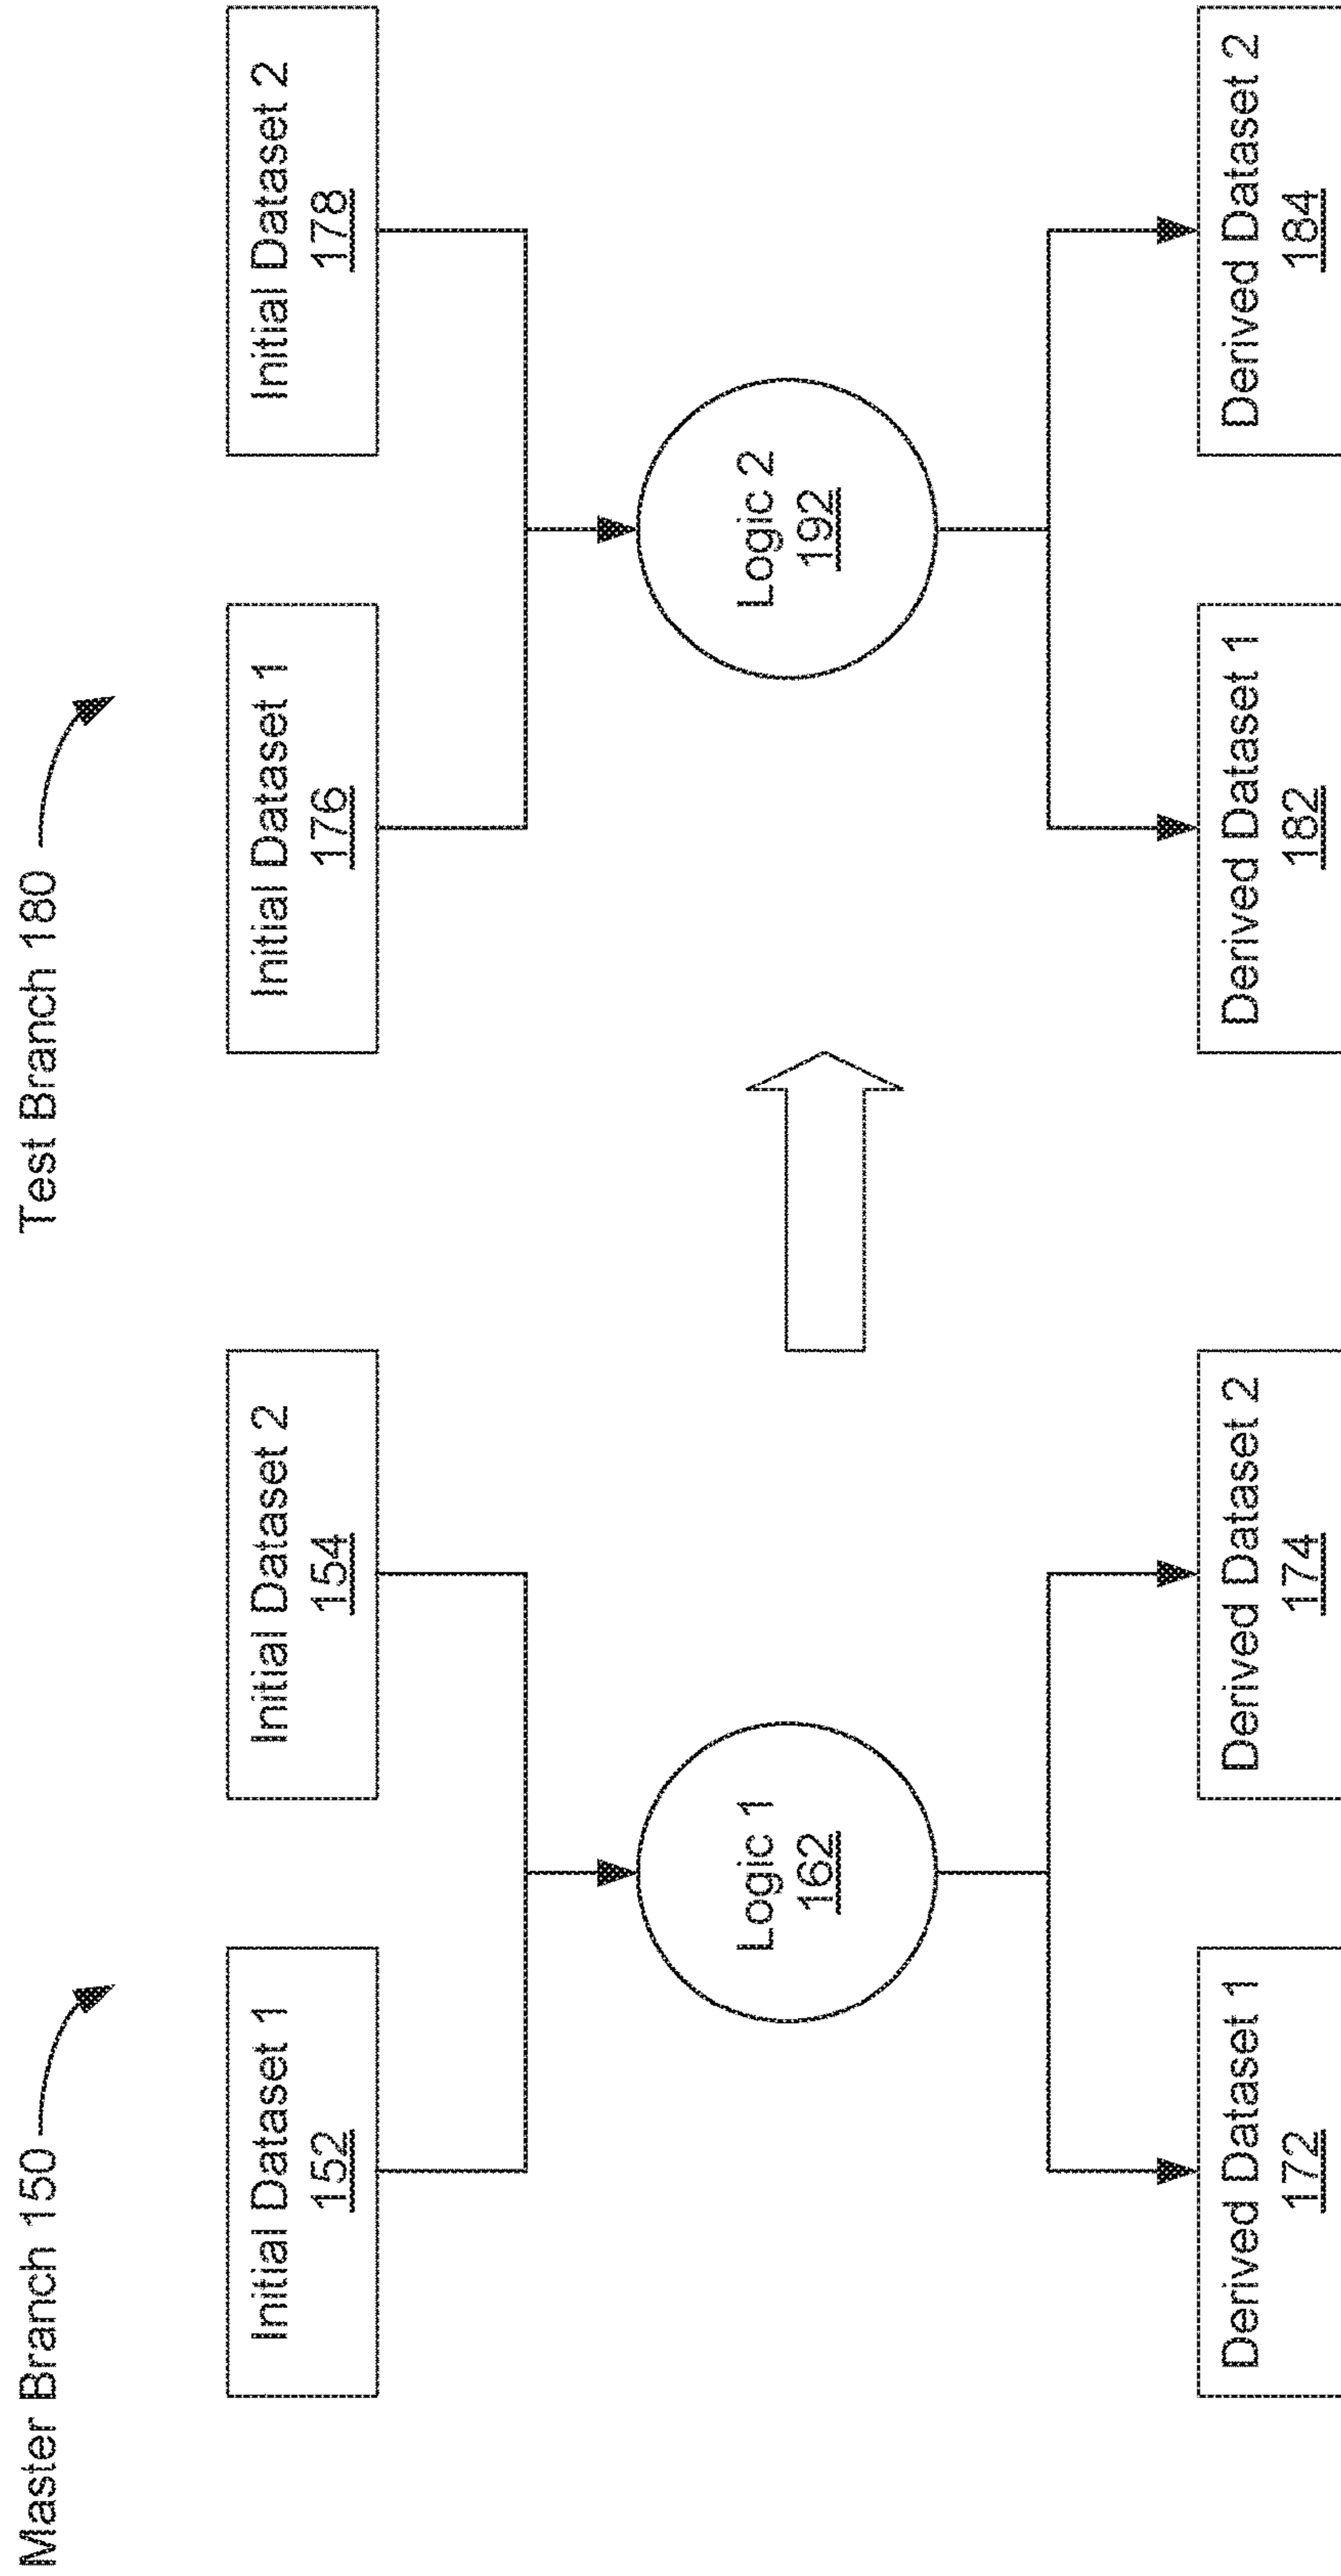 Master Branch 150
Initial Dataset 1
152
Initial Dataset 2
154
Logic 1
162
Derived Dataset 1
172
Derived Dataset 2
174
Test Branch 180
Initial Dataset 1
176
Initial Dataset 2
178
Logic 2
192
Derived Dataset 1
182
Derived Dataset 2
184